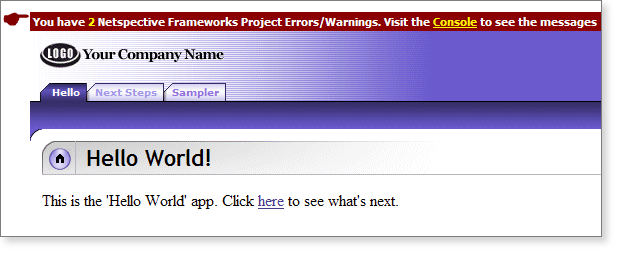 You have 2 Netspective Frameworks Project Errors/Warnings. Visit the Console to see the messages
LOGO Your Company Name
Hello Next Steps Sampler
Hello World!
This is the 'Hello World' app. Click here to see what's next.